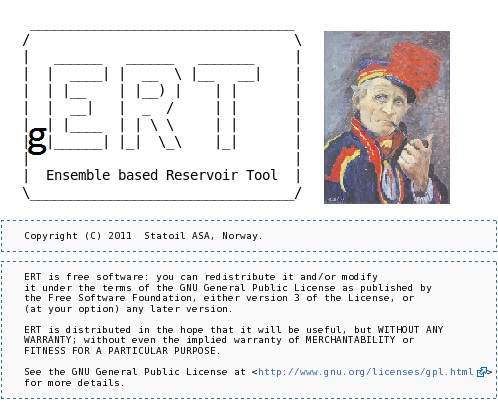 ERT
g
Ensemble based Reservoir Tool
Copyright (C) 2011  Statoil ASA, Norway.
ERT is free software: you can redistribute it and/or modify
it under the terms of the GNU General Public License as published by
the Free Software Foundation, either version 3 of the License, or
(at your option) any later version.
ERT is distributed in the hope that it will be useful, but WITHOUT ANY
WARRANTY; without even the implied warranty of MERCHANTABILITY or
FITNESS FOR A PARTICULAR PURPOSE.
See the GNU General Public License at <http://www.gnu.org/licenses/gpl.html>
for more details.